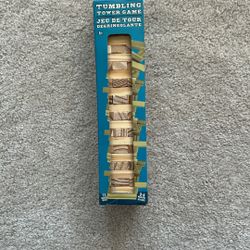 TUMBLING
TOWER GAME
JEU DE TOUR
DÉGRINGOLANTE